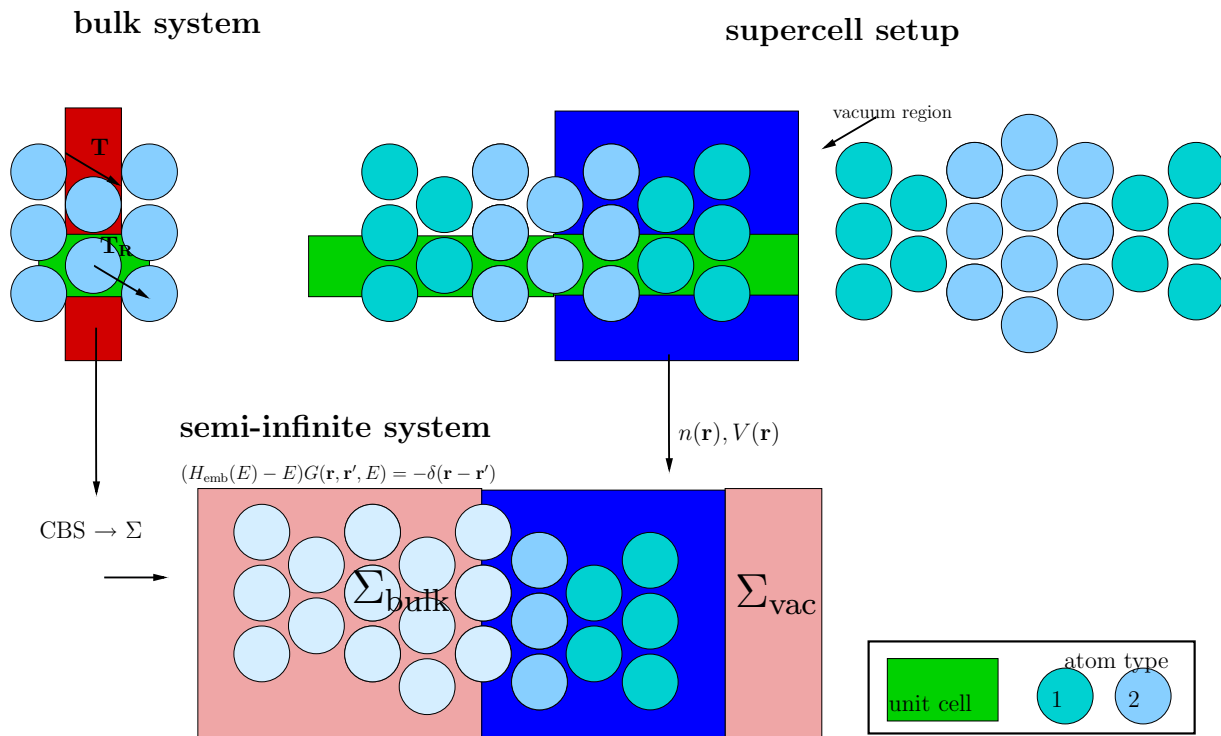 bulk system
supercell setup
vacuum region
T
T_R
n(r), V(r)
semi-infinite system
(H_emb(E) − E)G(r, r′, E) = −δ(r − r′)
CBS → Σ
Σ_bulk
Σ_vac
atom type
unit cell
1
2